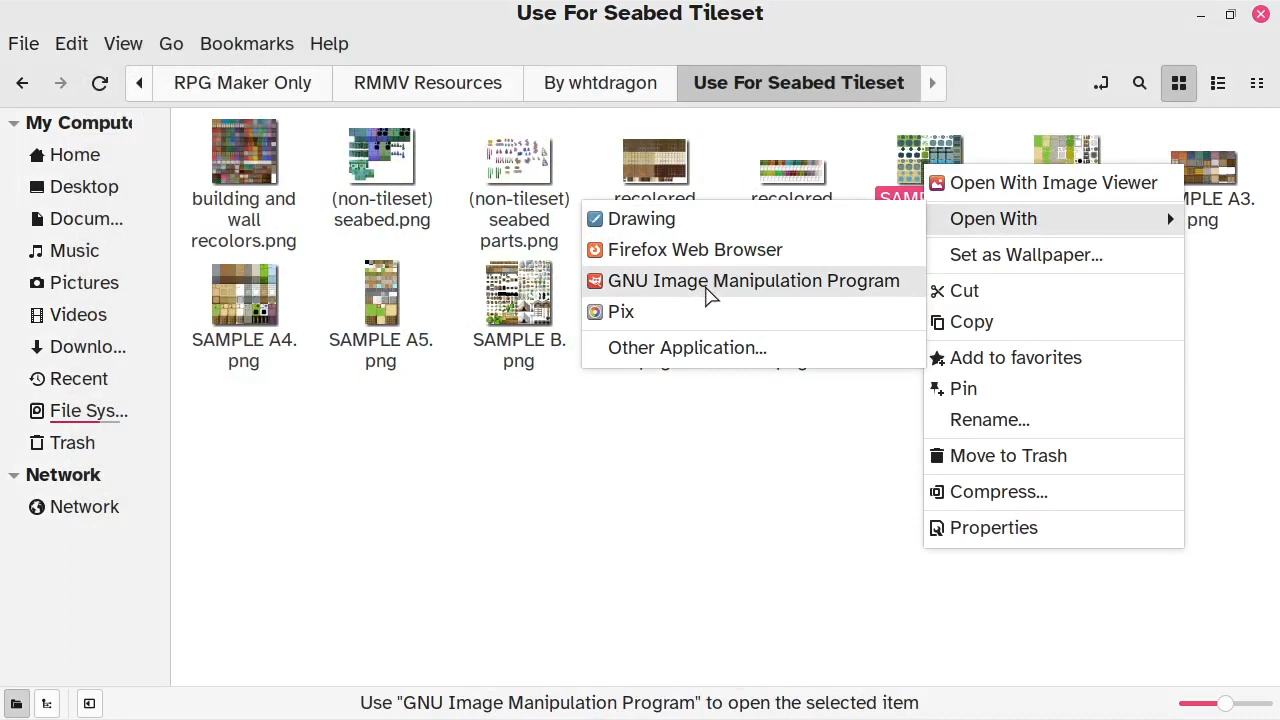 Use For Seabed Tileset
File Edit View Go Bookmarks Help
RPG Maker Only RMMV Resources By whtdragon Use For Seabed Tileset
My Compute
Home
Desktop
Docum...
Music
Pictures
Videos
Downlo...
Recent
File Sys...
Trash
Network
Network
building and
wall
recolors.png
(non-tileset)
seabed.png
(non-tileset)
seabed
parts.png
recolored
recolored
SAM
PLE A3.
png
SAMPLE A4.
png
SAMPLE A5.
png
SAMPLE B.
png
Drawing
Firefox Web Browser
GNU Image Manipulation Program
Pix
Other Application...
Open With Image Viewer
Open With
Set as Wallpaper...
Cut
Copy
Add to favorites
Pin
Rename...
Move to Trash
Compress...
Properties
Use "GNU Image Manipulation Program" to open the selected item